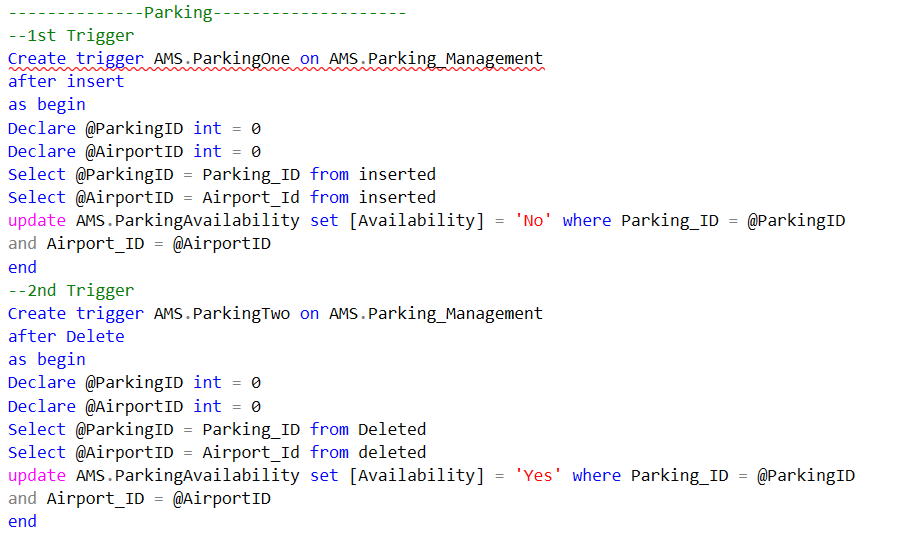 --------------Parking--------------------
--1st Trigger
Create trigger AMS.ParkingOne on AMS.Parking_Management
after insert
as begin
Declare @ParkingID int = 0
Declare @AirportID int = 0
Select @ParkingID = Parking_ID from inserted
Select @AirportID = Airport_Id from inserted
update AMS.ParkingAvailability set [Availability] = 'No' where Parking_ID = @ParkingID
and Airport_ID = @AirportID
end
--2nd Trigger
Create trigger AMS.ParkingTwo on AMS.Parking_Management
after Delete
as begin
Declare @ParkingID int = 0
Declare @AirportID int = 0
Select @ParkingID = Parking_ID from Deleted
Select @AirportID = Airport_Id from deleted
update AMS.ParkingAvailability set [Availability] = 'Yes' where Parking_ID = @ParkingID
and Airport_ID = @AirportID
end